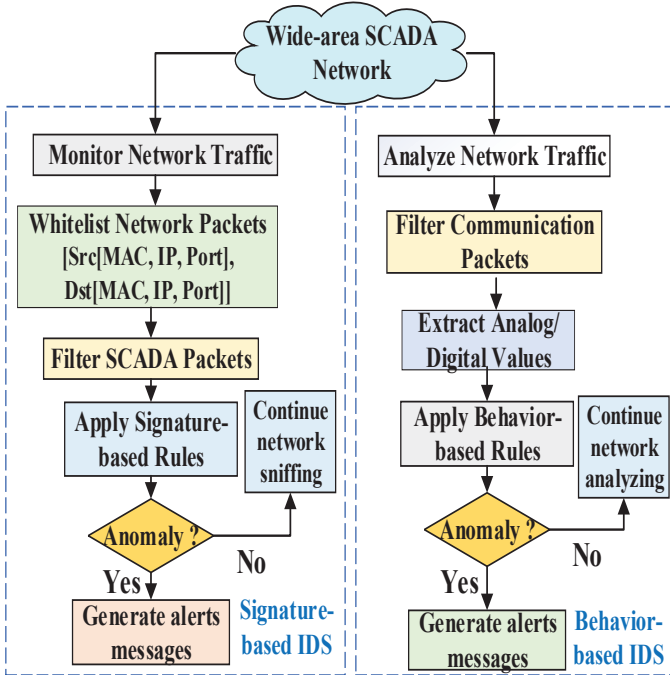 Wide-area SCADA
Network
Monitor Network Traffic
Whitelist Network Packets
[Src[MAC, IP, Port],
Dst[MAC, IP, Port]]
Filter SCADA Packets
Apply Signature-
based Rules
Continue
network
sniffing
Anomaly ?
No
Yes
Generate alerts
messages
Signature-
based IDS
Analyze Network Traffic
Filter Communication
Packets
Extract Analog/
Digital Values
Apply Behavior-
based Rules
Continue
network
analyzing
Anomaly ?
No
Yes
Generate alerts
messages
Behavior-
based IDS